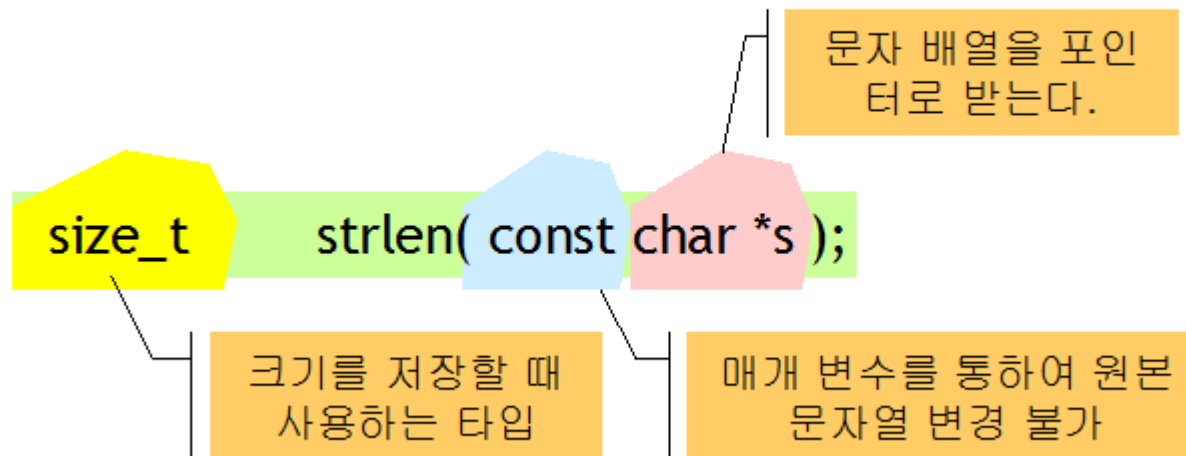 문자 배열을 포인
터로 받는다.
size_t strlen( const char *s );
크기를 저장할 때
사용하는 타입
매개 변수를 통하여 원본
문자열 변경 불가